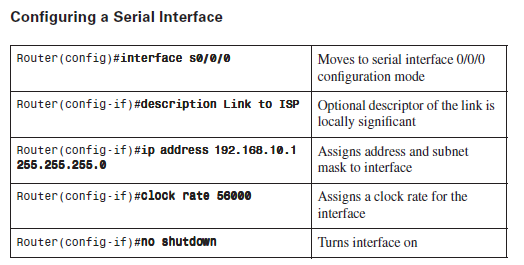 Configuring a Serial Interface
Router(config)#interface s0/0/0
Moves to serial interface 0/0/0
configuration mode
Router(config-if)#description Link to ISP
Optional descriptor of the link is
locally significant
Router(config-if)#ip address 192.168.10.1
255.255.255.0
Assigns address and subnet
mask to interface
Router(config-if)#clock rate 56000
Assigns a clock rate for the
interface
Router(config-if)#no shutdown
Turns interface on